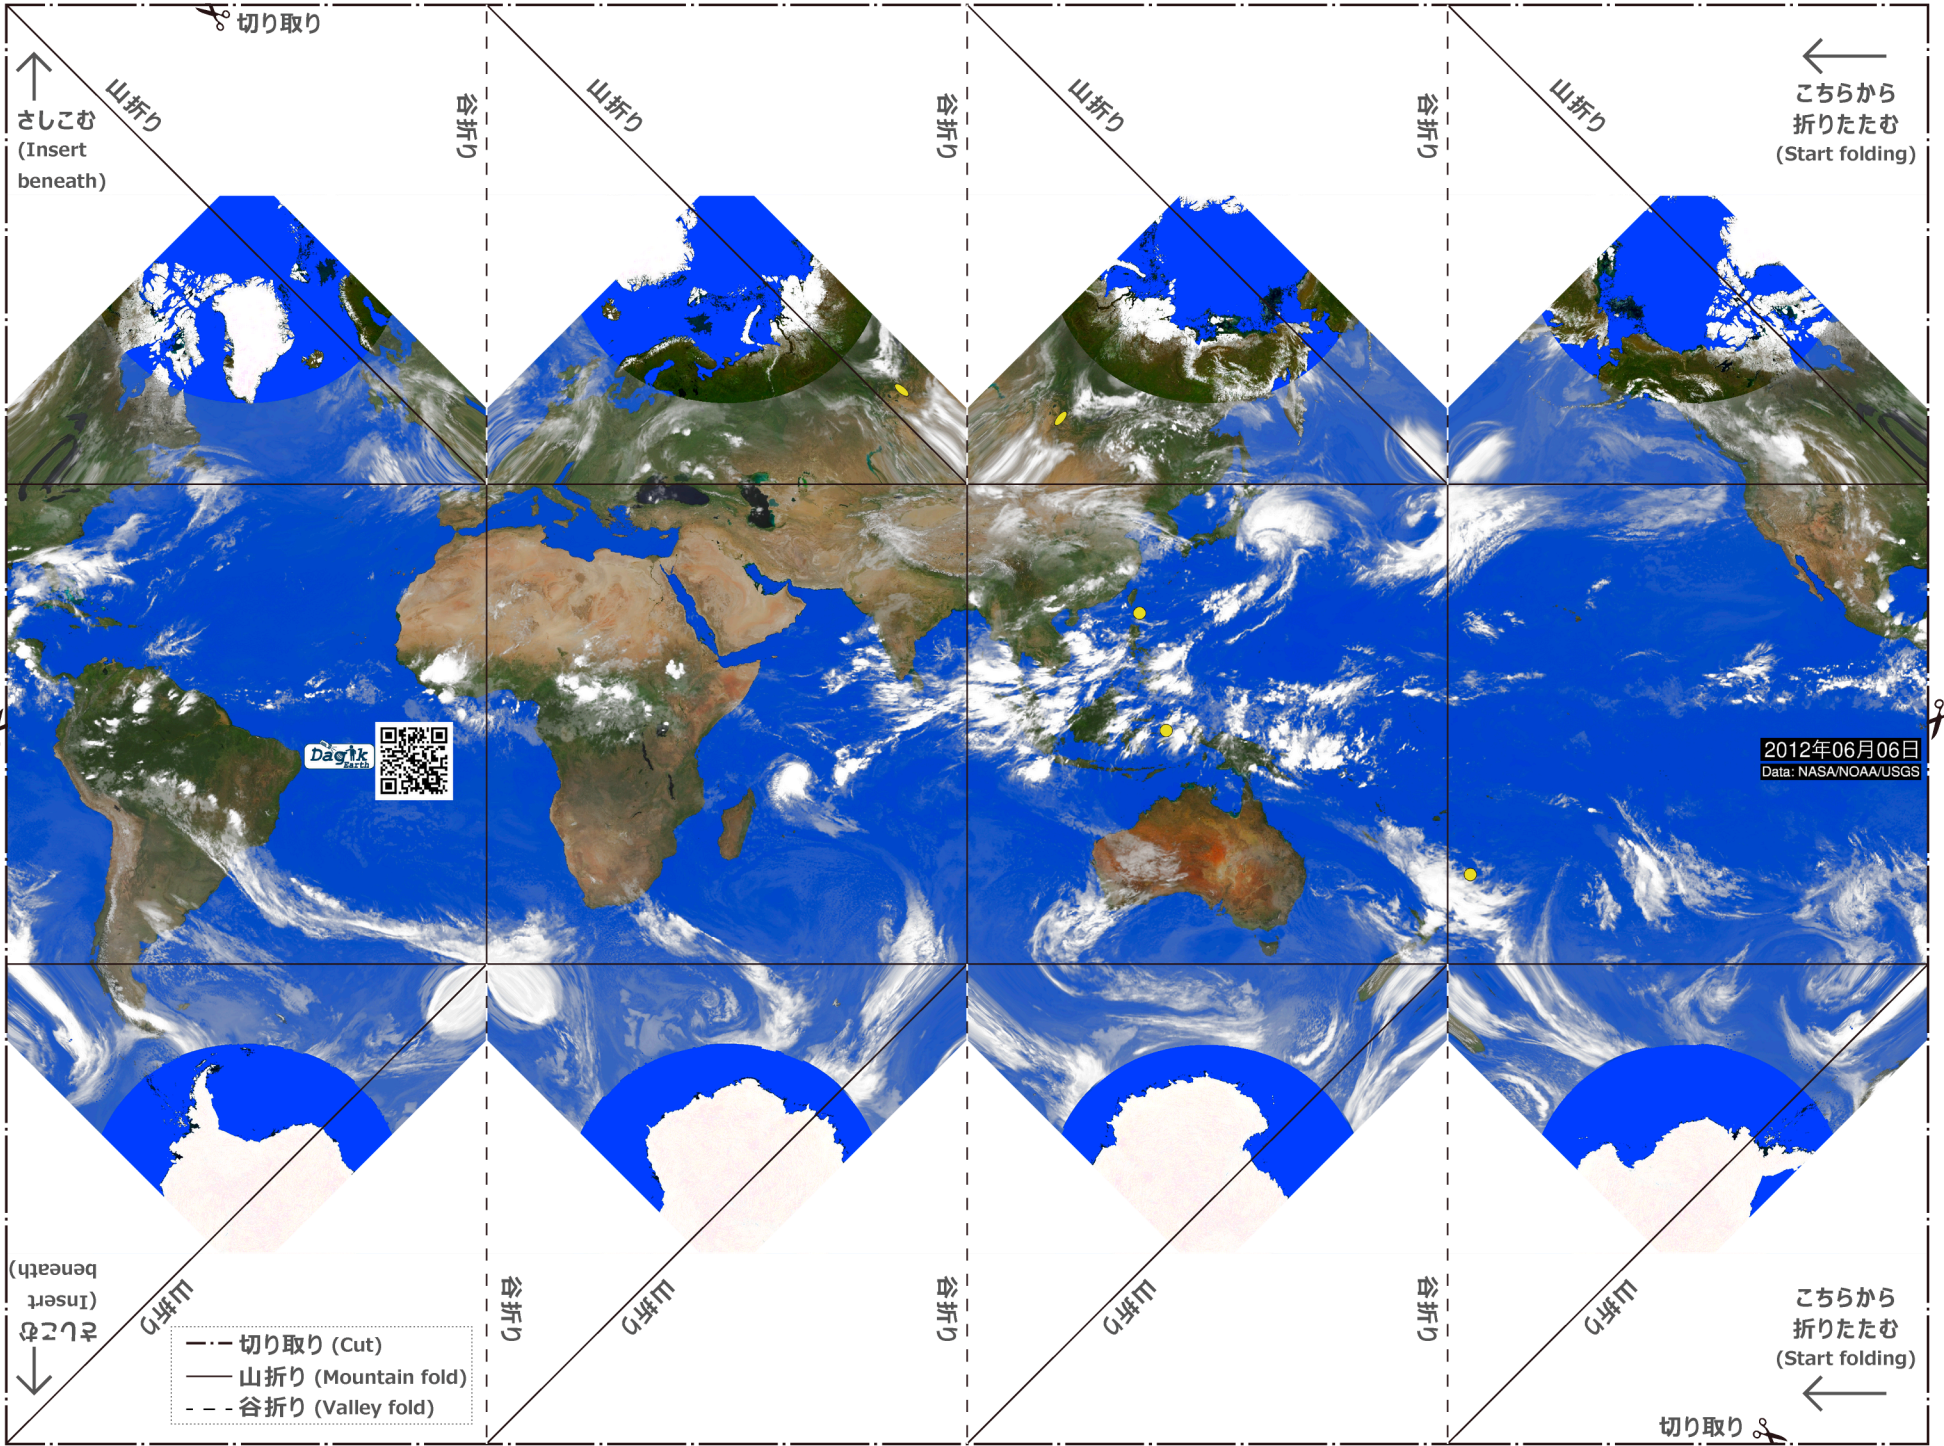 切り取り
山折り
谷折り
山折り
谷折り
山折り
谷折り
山折り
さしこむ
(Insert
beneath)
こちらから
折りたたむ
(Start folding)
Dagik
Earth
2012年06月06日
Data: NASA/NOAA/USGS
さしこむ
(Insert
beneath)
山折り
谷折り
山折り
谷折り
山折り
谷折り
山折り
こちらから
折りたたむ
(Start folding)
切り取り (Cut)
山折り (Mountain fold)
谷折り (Valley fold)
切り取り